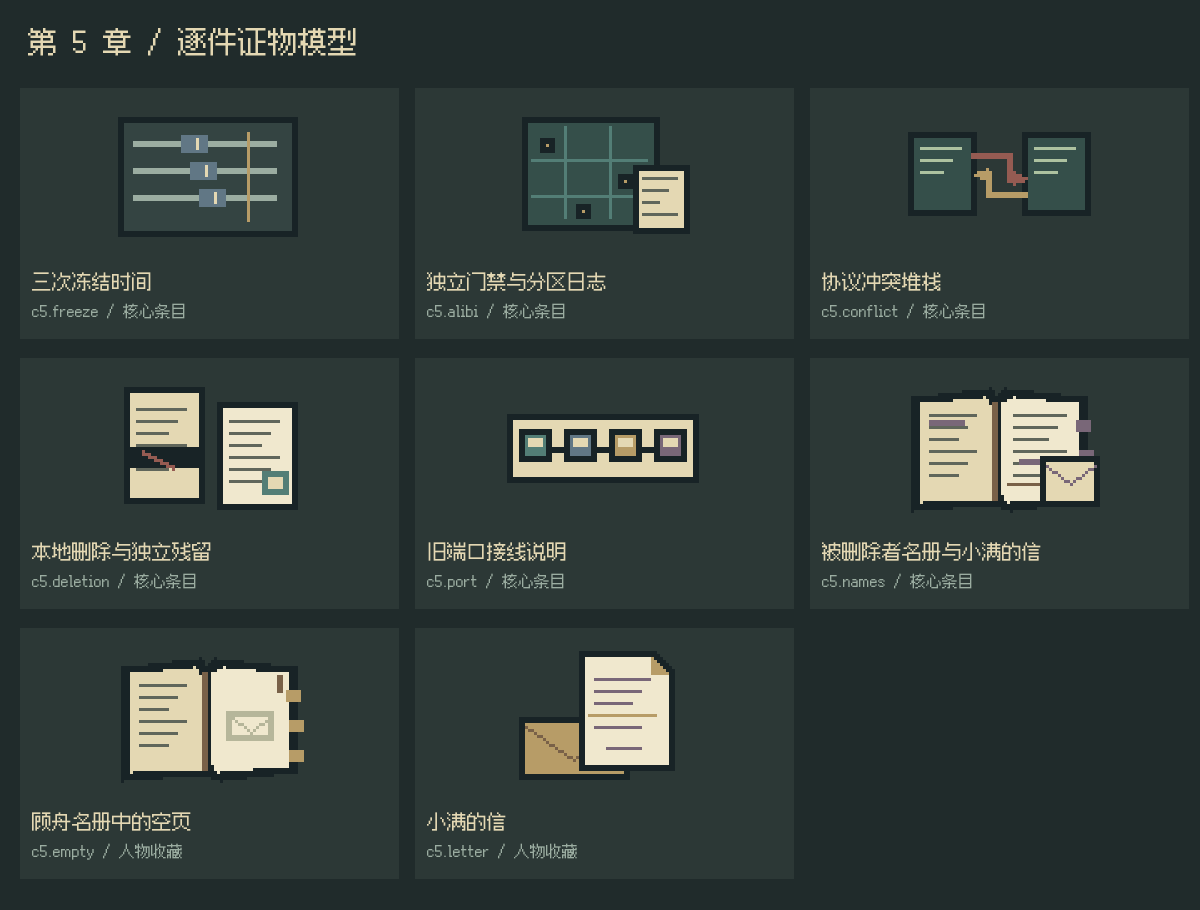 第 5 章 / 逐件证物模型
三次冻结时间
c5.freeze / 核心条目
独立门禁与分区日志
c5.alibi / 核心条目
协议冲突堆栈
c5.conflict / 核心条目
本地删除与独立残留
c5.deletion / 核心条目
旧端口接线说明
c5.port / 核心条目
被删除者名册与小满的信
c5.names / 核心条目
顾舟名册中的空页
c5.empty / 人物收藏
小满的信
c5.letter / 人物收藏